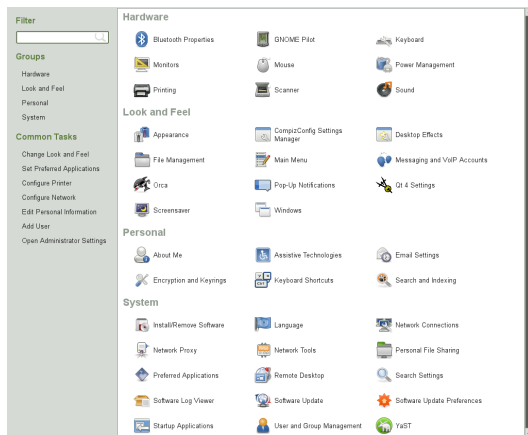 Filter
Groups
Hardware
Look and Feel
Personal
System
Common Tasks
Change Look and Feel
Set Preferred Applications
Configure Printer
Configure Network
Edit Personal Information
Add User
Open Administrator Settings
Hardware
Bluetooth Properties
GNOME Pilot
Keyboard
Monitors
Mouse
Power Management
Printing
Scanner
Sound
Look and Feel
Appearance
CompizConfig Settings
Manager
Desktop Effects
File Management
Main Menu
Messaging and VoIP Accounts
Orca
Pop-Up Notifications
Qt 4 Settings
Screensaver
Windows
Personal
About Me
Assistive Technologies
Email Settings
Encryption and Keyrings
Keyboard Shortcuts
Search and Indexing
System
Install/Remove Software
Language
Network Connections
Network Proxy
Network Tools
Personal File Sharing
Preferred Applications
Remote Desktop
Search Settings
Software Log Viewer
Software Update
Software Update Preferences
Startup Applications
User and Group Management
YaST